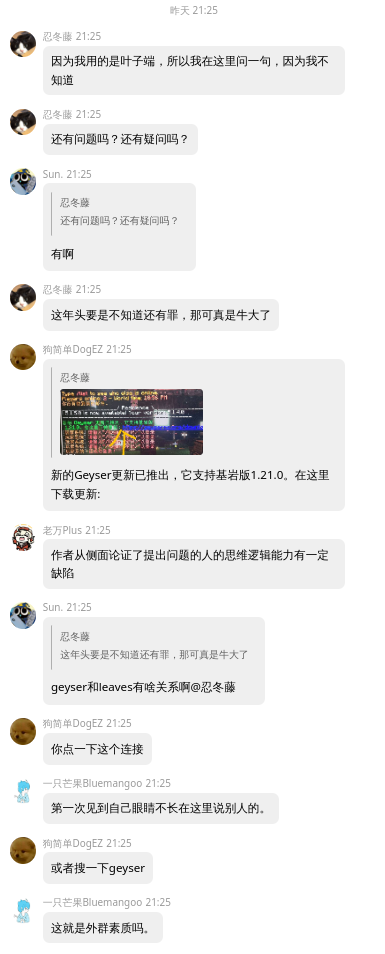 昨天 21:25
忍冬藤 21:25
因为我用的是叶子端，所以我在这里问一句，因为我不
知道
忍冬藤 21:25
还有问题吗？还有疑问吗？
Sun. 21:25
忍冬藤
还有问题吗？还有疑问吗？
有啊
忍冬藤 21:25
这年头要是不知道还有罪，那可真是牛大了
狗简单DogEZ 21:25
忍冬藤
新的Geyser更新已推出，它支持基岩版1.21.0。在这里
下载更新:
老万Plus 21:25
作者从侧面论证了提出问题的人的思维逻辑能力有一定
缺陷
Sun. 21:25
忍冬藤
这年头要是不知道还有罪，那可真是牛大了
geyser和leaves有啥关系啊@忍冬藤
狗简单DogEZ 21:25
你点一下这个连接
一只芒果Bluemangoo 21:25
第一次见到自己眼睛不长在这里说别人的。
狗简单DogEZ 21:25
或者搜一下geyser
一只芒果Bluemangoo 21:25
这就是外群素质吗。